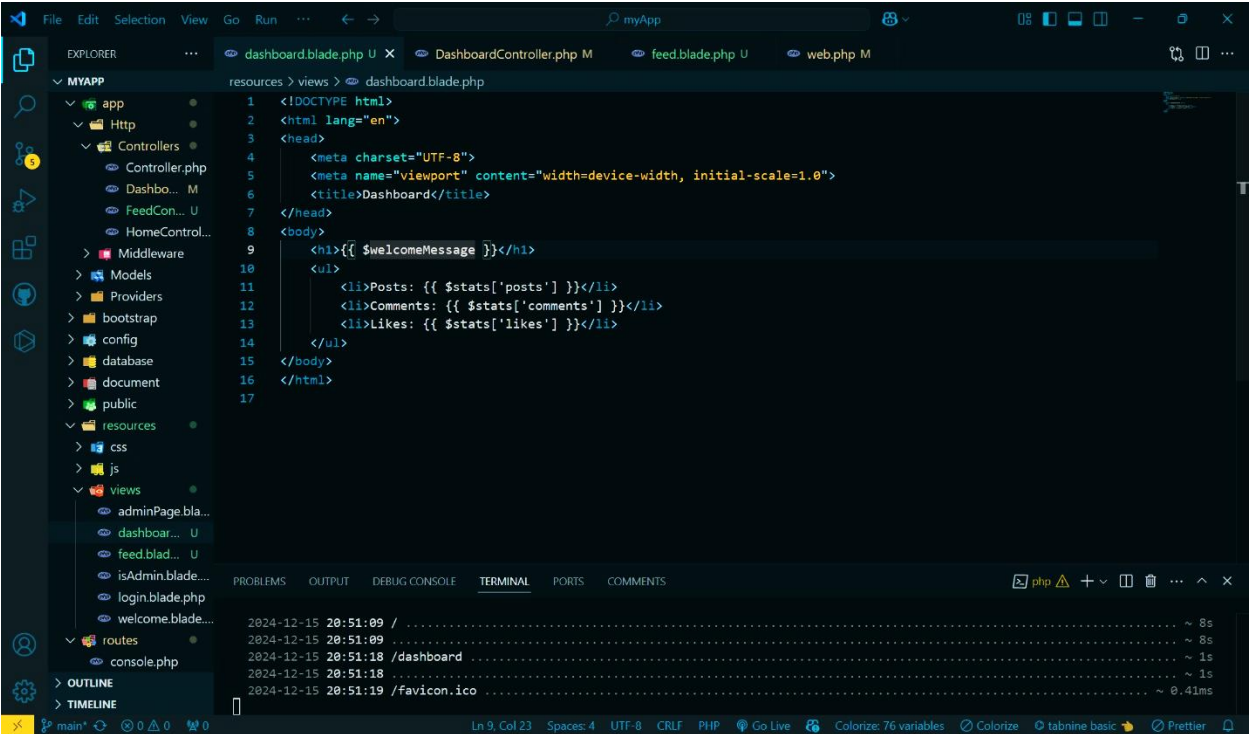 File Edit Selection View Go Run ··· ← → myApp
EXPLORER ···
MYAPP
app
Http
Controllers
Controller.php
Dashbo... M
FeedCon... U
HomeControl...
Middleware
Models
Providers
bootstrap
config
database
document
public
resources
css
js
views
adminPage.bla...
dashboar... U
feed.blad... U
isAdmin.blade....
login.blade.php
welcome.blade....
routes
console.php
OUTLINE
TIMELINE
5
dashboard.blade.php U × DashboardController.php M feed.blade.php U web.php M
resources > views > dashboard.blade.php
1 <!DOCTYPE html>
2 <html lang="en">
3 <head>
4     <meta charset="UTF-8">
5     <meta name="viewport" content="width=device-width, initial-scale=1.0">
6     <title>Dashboard</title>
7 </head>
8 <body>
9     <h1>{{ $welcomeMessage }}</h1>
10     <ul>
11         <li>Posts: {{ $stats['posts'] }}</li>
12         <li>Comments: {{ $stats['comments'] }}</li>
13         <li>Likes: {{ $stats['likes'] }}</li>
14     </ul>
15 </body>
16 </html>
17
PROBLEMS OUTPUT DEBUG CONSOLE TERMINAL PORTS COMMENTS php
2024-12-15 20:51:09 / ........ ~ 8s
2024-12-15 20:51:09 ........ ~ 8s
2024-12-15 20:51:18 /dashboard ........ ~ 1s
2024-12-15 20:51:18 ........ ~ 1s
2024-12-15 20:51:19 /favicon.ico ........ ~ 0.41ms
main* 0 0 0 Ln 9, Col 23 Spaces: 4 UTF-8 CRLF PHP Go Live Colorize: 76 variables Colorize tabnine basic Prettier